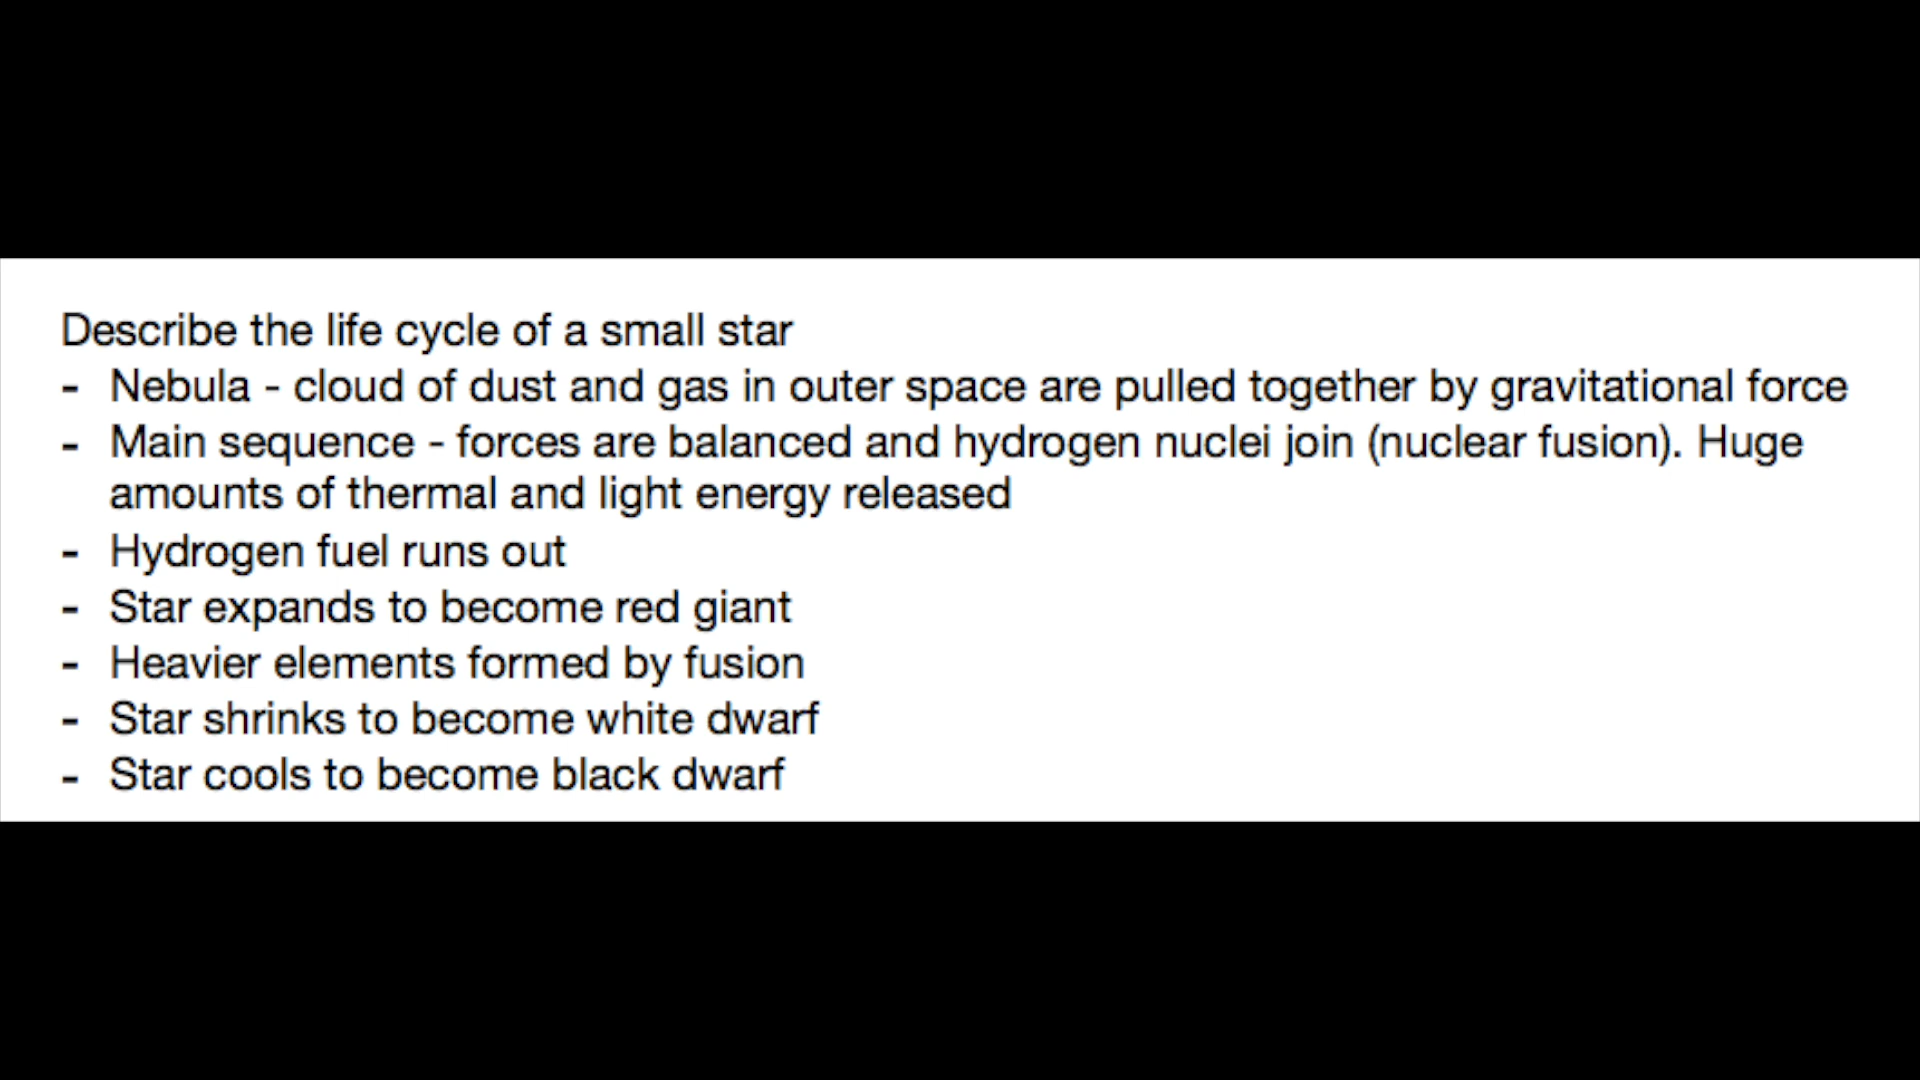 Describe the life cycle of a small star
- Nebula - cloud of dust and gas in outer space are pulled together by gravitational force
- Main sequence - forces are balanced and hydrogen nuclei join (nuclear fusion). Huge
amounts of thermal and light energy released
- Hydrogen fuel runs out
- Star expands to become red giant
- Heavier elements formed by fusion
- Star shrinks to become white dwarf
- Star cools to become black dwarf